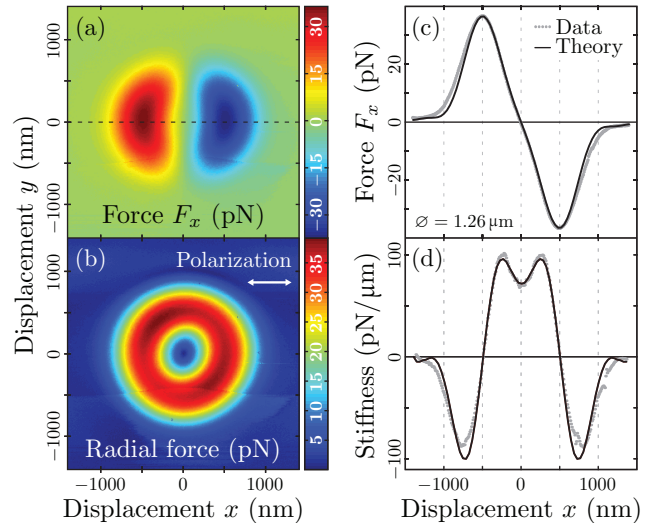 (a)
Force F_x (pN)
1000
0
−1000
30
15
0
−15
−30
Displacement y (nm)
(b)
Polarization
Radial force (pN)
1000
0
−1000
35
30
25
20
15
10
5
−1000 0 1000
Displacement x (nm)
(c)
Data
Theory
∅ = 1.26 µm
20
0
−20
Force F_x (pN)
(d)
100
0
−100
Stiffness (pN/µm)
−1000 0 1000
Displacement x (nm)